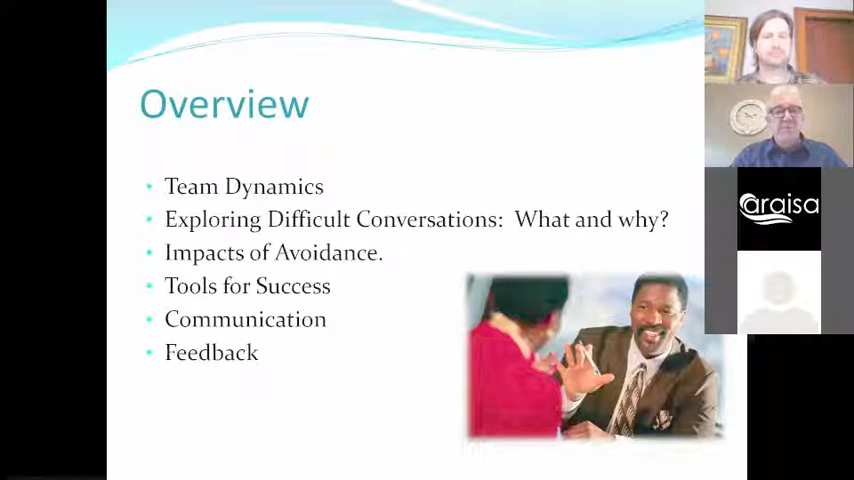 Overview
• Team Dynamics
• Exploring Difficult Conversations:  What and why?
• Impacts of Avoidance.
• Tools for Success
• Communication
• Feedback
araisa